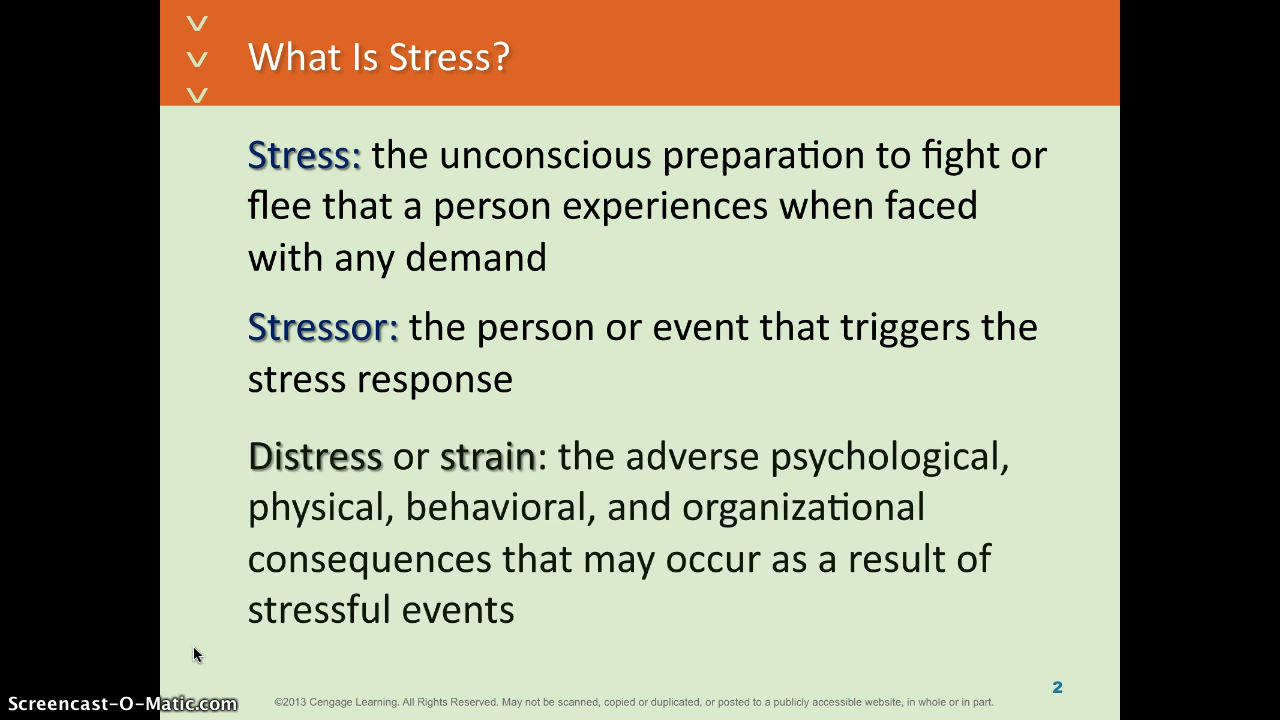 What Is Stress?
Stress: the unconscious preparation to fight or
flee that a person experiences when faced
with any demand
Stressor: the person or event that triggers the
stress response
Distress or strain: the adverse psychological,
physical, behavioral, and organizational
consequences that may occur as a result of
stressful events
2
©2013 Cengage Learning. All Rights Reserved. May not be scanned, copied or duplicated, or posted to a publicly accessible website, in whole or in part.
Screencast-O-Matic.com